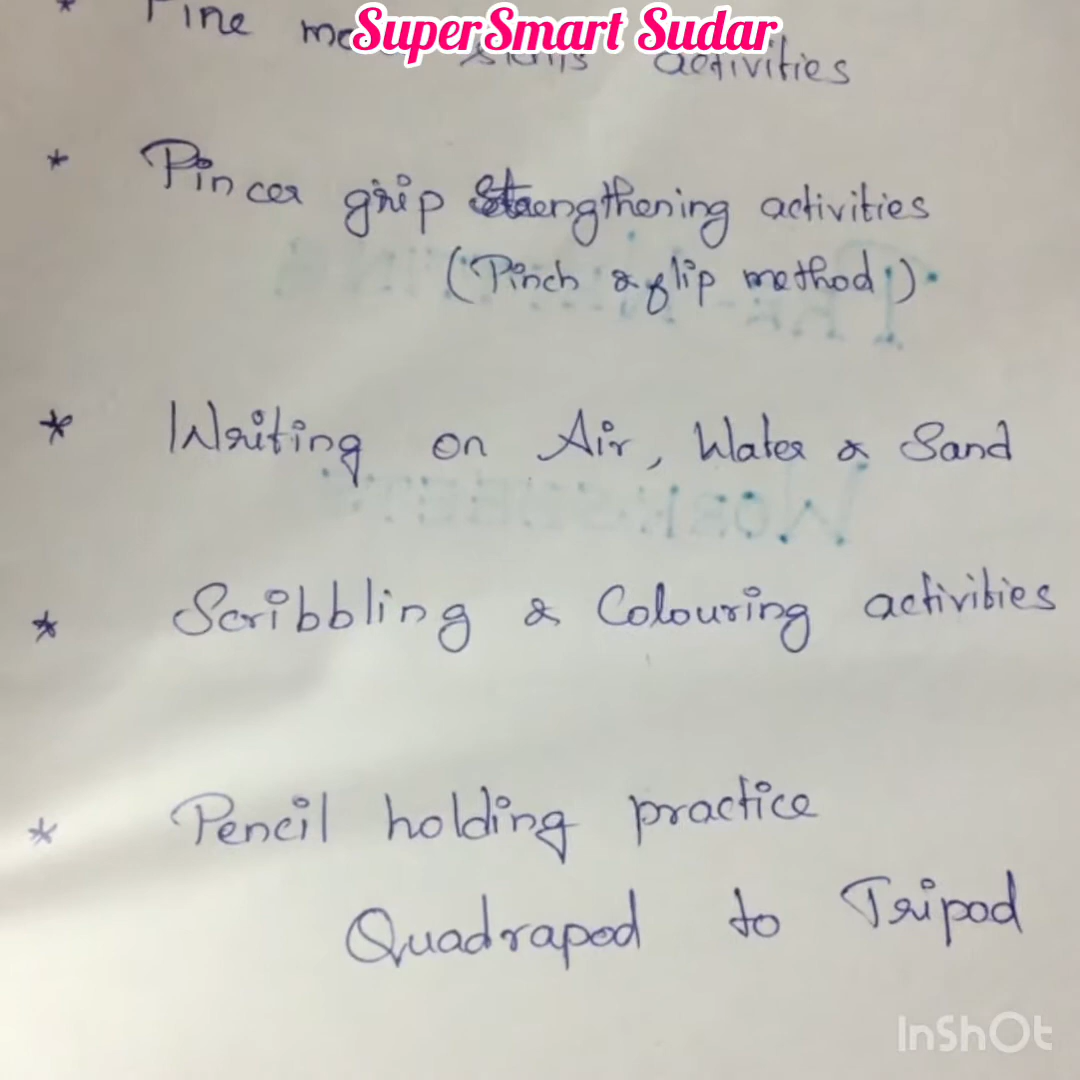 SuperSmart Sudar
* Fine skills activities
* Pincer grip Strengthening activities
(Pinch & flip method)
* Writing on Air, Water & Sand
* Scribbling & Colouring activities
* Pencil holding practice
Quadrapod to Tripod
InShOt